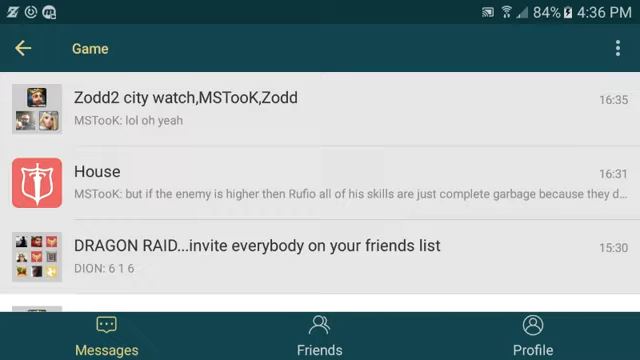 84% 4:36 PM
Game
Zodd2 city watch,MSTooK,Zodd
16:35
MSTooK: lol oh yeah
House
16:31
MSTooK: but if the enemy is higher then Rufio all of his skills are just complete garbage because they d...
DRAGON RAID...invite everybody on your friends list
15:30
DION: 6 1 6
Messages
Friends
Profile